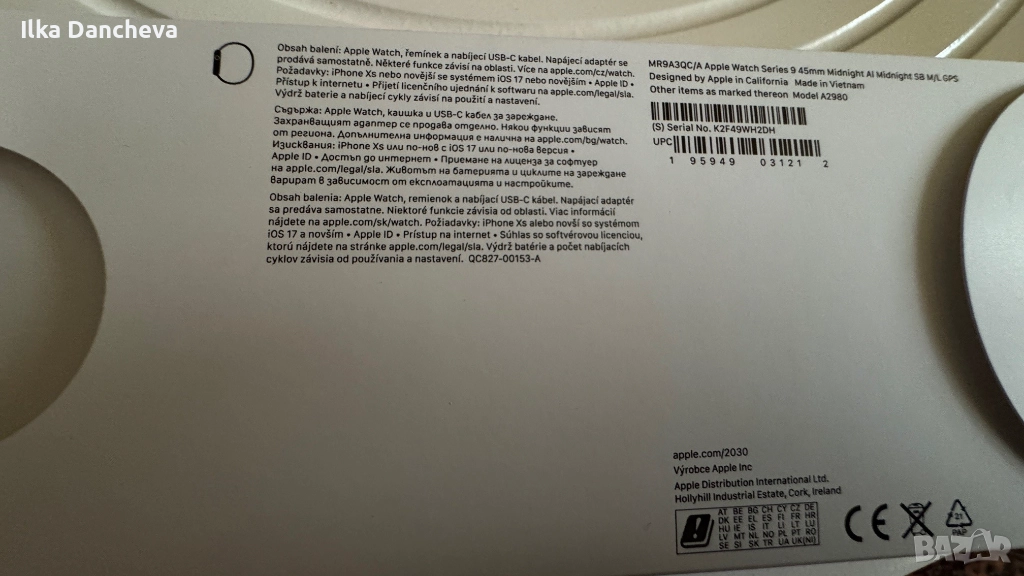 Ilka Dancheva
Obsah balení: Apple Watch, řemínek a nabíjecí USB-C kabel. Napájecí adaptér se
prodává samostatně. Některé funkce závisí na oblasti. Více na apple.com/cz/watch.
Požadavky: iPhone Xs nebo novější se systémem iOS 17 nebo novějším • Apple ID •
Přístup k internetu • Přijetí licenčního ujednání k softwaru na apple.com/legal/sla.
Výdrž baterie a nabíjecí cykly závisí na použití a nastavení.
Съдържа: Apple Watch, каишка и USB-C кабел за зареждане.
Захранващият адаптер се продава отделно. Някои функции зависят
от региона. Допълнителна информация е налична на apple.com/bg/watch.
Изисквания: iPhone Xs или по-нов с iOS 17 или по-нова версия •
Apple ID • Достъп до интернет • Приемане на лиценза за софтуер
на apple.com/legal/sla. Животът на батерията и циклите на зареждане
варират в зависимост от експлоатацията и настройките.
Obsah balenia: Apple Watch, remienok a nabíjací USB-C kábel. Napájací adaptér
sa predáva samostatne. Niektoré funkcie závisia od oblasti. Viac informácií
nájdete na apple.com/sk/watch. Požiadavky: iPhone Xs alebo novší so systémom
iOS 17 a novším • Apple ID • Prístup na internet • Súhlas so softvérovou licenciou,
ktorú nájdete na stránke apple.com/legal/sla. Výdrž batérie a počet nabíjacích
cyklov závisia od používania a nastavení. QC827-00153-A
MR9A3QC/A Apple Watch Series 9 45mm Midnight Al Midnight SB M/L GPS
Designed by Apple in California Made in Vietnam
Other items as marked thereon Model A2980
(S) Serial No. K2F49WH2DH
UPC
1 95949 03121 2
apple.com/2030
Výrobce Apple Inc
Apple Distribution International Ltd.
Hollyhill Industrial Estate, Cork, Ireland
AT BE BG CH CY CZ DE
DK EE EL ES FI FR HR
HU IE IS IT LI LT LU
LV MT NL NO PL PT RO
SE SI SK TR UA UK(NI)
CE
21
PAP
BAZAR